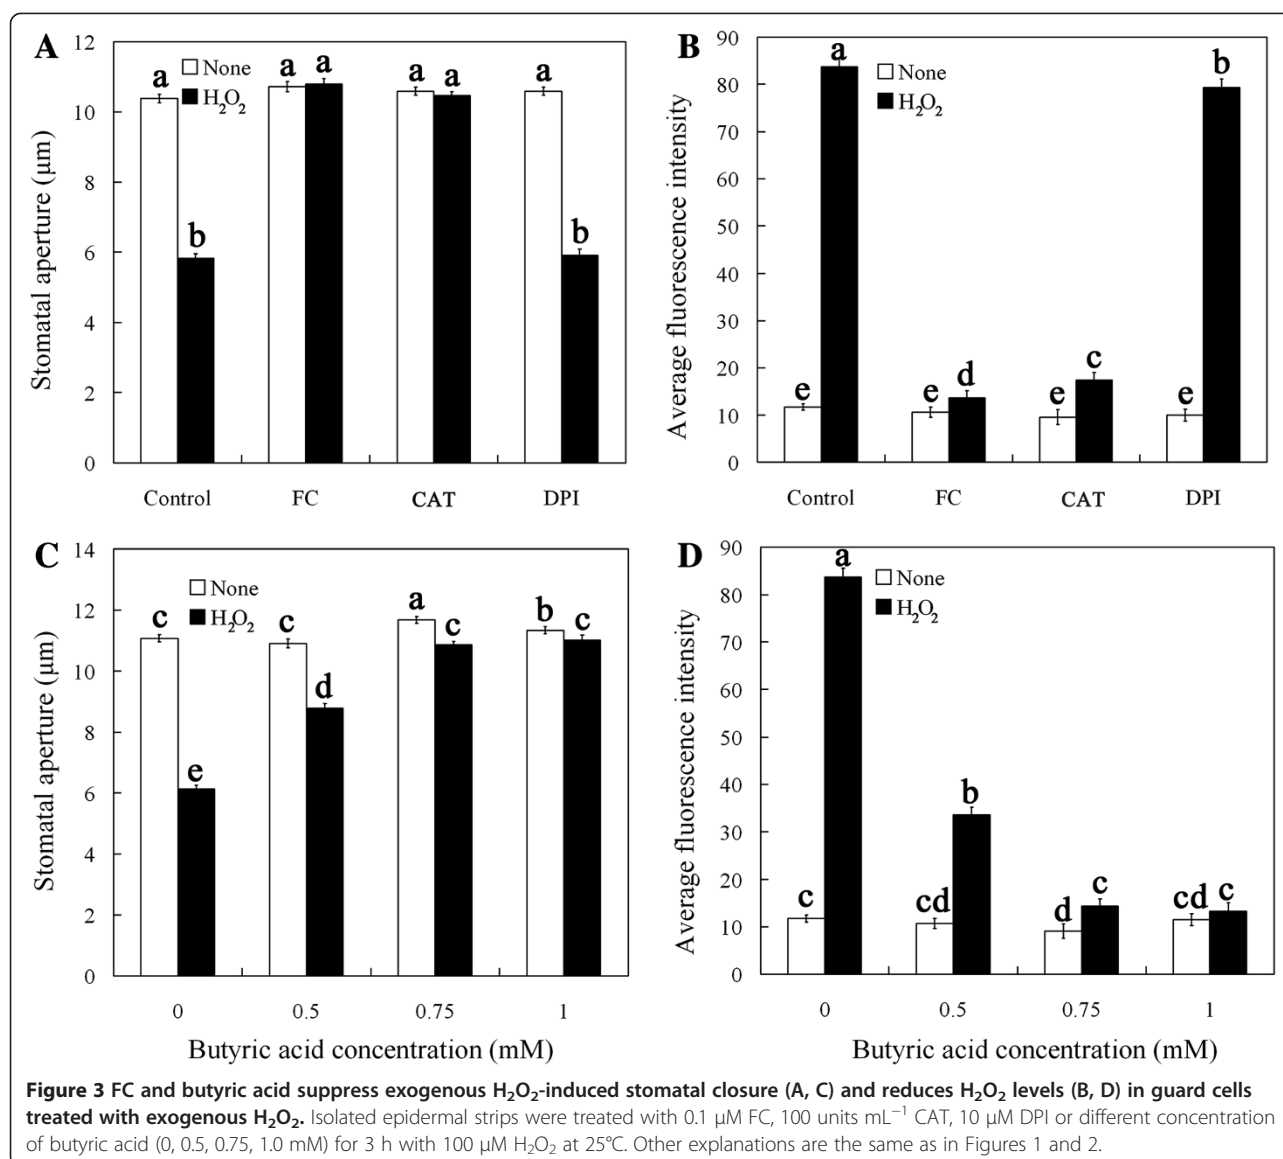 A
12
10
8
6
4
2
0
Stomatal aperture (μm)
None
H₂O₂
a
b
a
a
a
a
a
b
Control
FC
CAT
DPI
B
90
80
70
60
50
40
30
20
10
0
Average fluorescence intensity
None
H₂O₂
e
a
e
d
e
c
e
b
Control
FC
CAT
DPI
C
14
12
10
8
6
4
2
0
Stomatal aperture (μm)
None
H₂O₂
c
e
c
d
a
c
b
c
0
0.5
0.75
1
Butyric acid concentration (mM)
D
90
80
70
60
50
40
30
20
10
0
Average fluorescence intensity
None
H₂O₂
c
a
cd
b
d
c
cd
c
0
0.5
0.75
1
Butyric acid concentration (mM)
Figure 3 FC and butyric acid suppress exogenous H₂O₂-induced stomatal closure (A, C) and reduces H₂O₂ levels (B, D) in guard cells
treated with exogenous H₂O₂. Isolated epidermal strips were treated with 0.1 μM FC, 100 units mL⁻¹ CAT, 10 μM DPI or different concentration
of butyric acid (0, 0.5, 0.75, 1.0 mM) for 3 h with 100 μM H₂O₂ at 25°C. Other explanations are the same as in Figures 1 and 2.